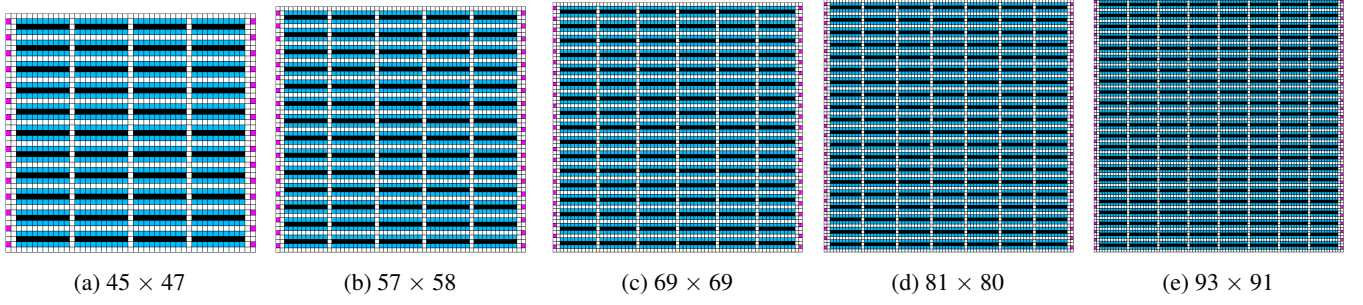 (a) 45 × 47
(b) 57 × 58
(c) 69 × 69
(d) 81 × 80
(e) 93 × 91